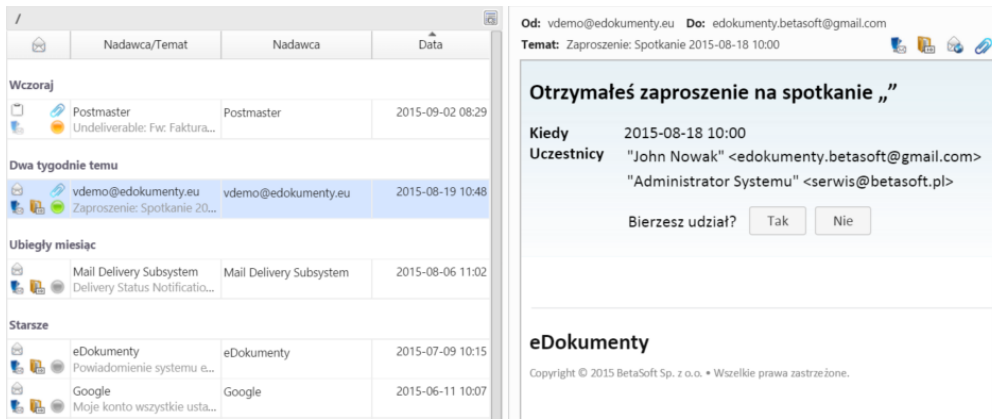 /
Nadawca/Temat Nadawca Data
Wczoraj
Postmaster Postmaster 2015-09-02 08:29
Undeliverable: Fw: Faktura...
Dwa tygodnie temu
vdemo@edokumenty.eu vdemo@edokumenty.eu 2015-08-19 10:48
Zaproszenie: Spotkanie 20...
Ubiegły miesiąc
Mail Delivery Subsystem Mail Delivery Subsystem 2015-08-06 11:02
Delivery Status Notificatio...
Starsze
eDokumenty eDokumenty 2015-07-09 10:15
Powiadomienie systemu e...
Google Google 2015-06-11 10:07
Moje konto wszystkie usta...
Od: vdemo@edokumenty.eu Do: edokumenty.betasoft@gmail.com
Temat: Zaproszenie: Spotkanie 2015-08-18 10:00
Otrzymałeś zaproszenie na spotkanie „”
Kiedy 2015-08-18 10:00
Uczestnicy "John Nowak" <edokumenty.betasoft@gmail.com>
"Administrator Systemu" <serwis@betasoft.pl>
Bierzesz udział? Tak Nie
eDokumenty
Copyright © 2015 BetaSoft Sp. z o.o. • Wszelkie prawa zastrzeżone.